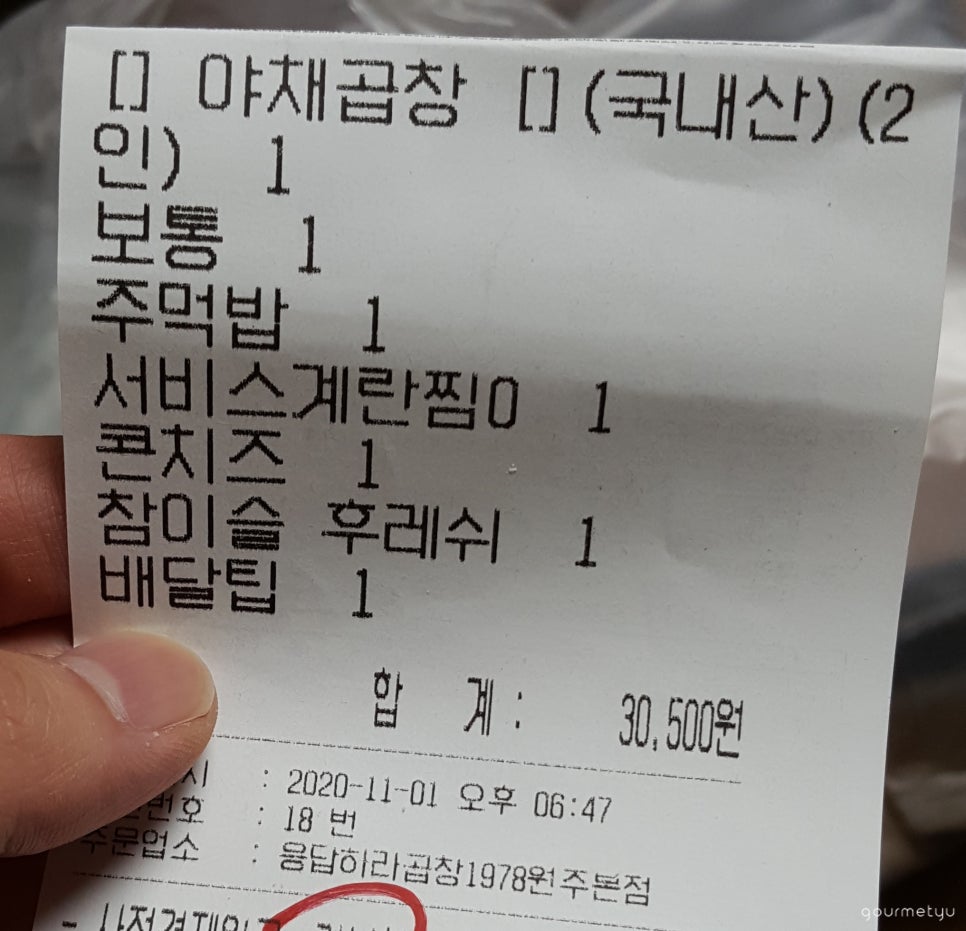 [] 야채곱창 [](국내산)(2
인) 1
보통 1
주먹밥 1
서비스계란찜0 1
콘치즈 1
참이슬 후레쉬 1
배달팁 1
합 계 : 30,500원
시 : 2020-11-01 오후 06:47
번호 : 18 번
주문업소 : 응답하라곱창1978원주본점
gourmetyu